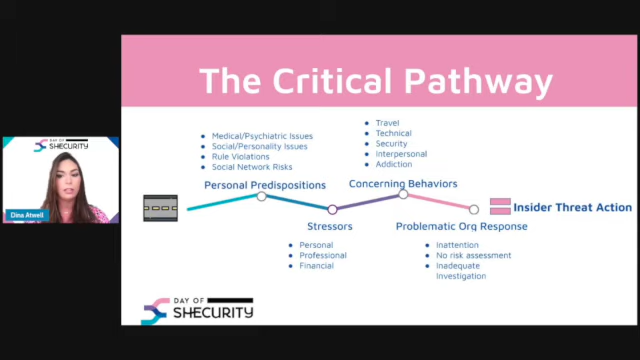 The Critical Pathway
DAY OF
SHECURITY
Dina Atwell
Medical/Psychiatric Issues
Social/Personality Issues
Rule Violations
Social Network Risks
Personal Predispositions
Travel
Technical
Security
Interpersonal
Addiction
Concerning Behaviors
Stressors
Personal
Professional
Financial
Problematic Org Response
Inattention
No risk assessment
Inadequate
Investigation
Insider Threat Action
DAY OF
SHECURITY